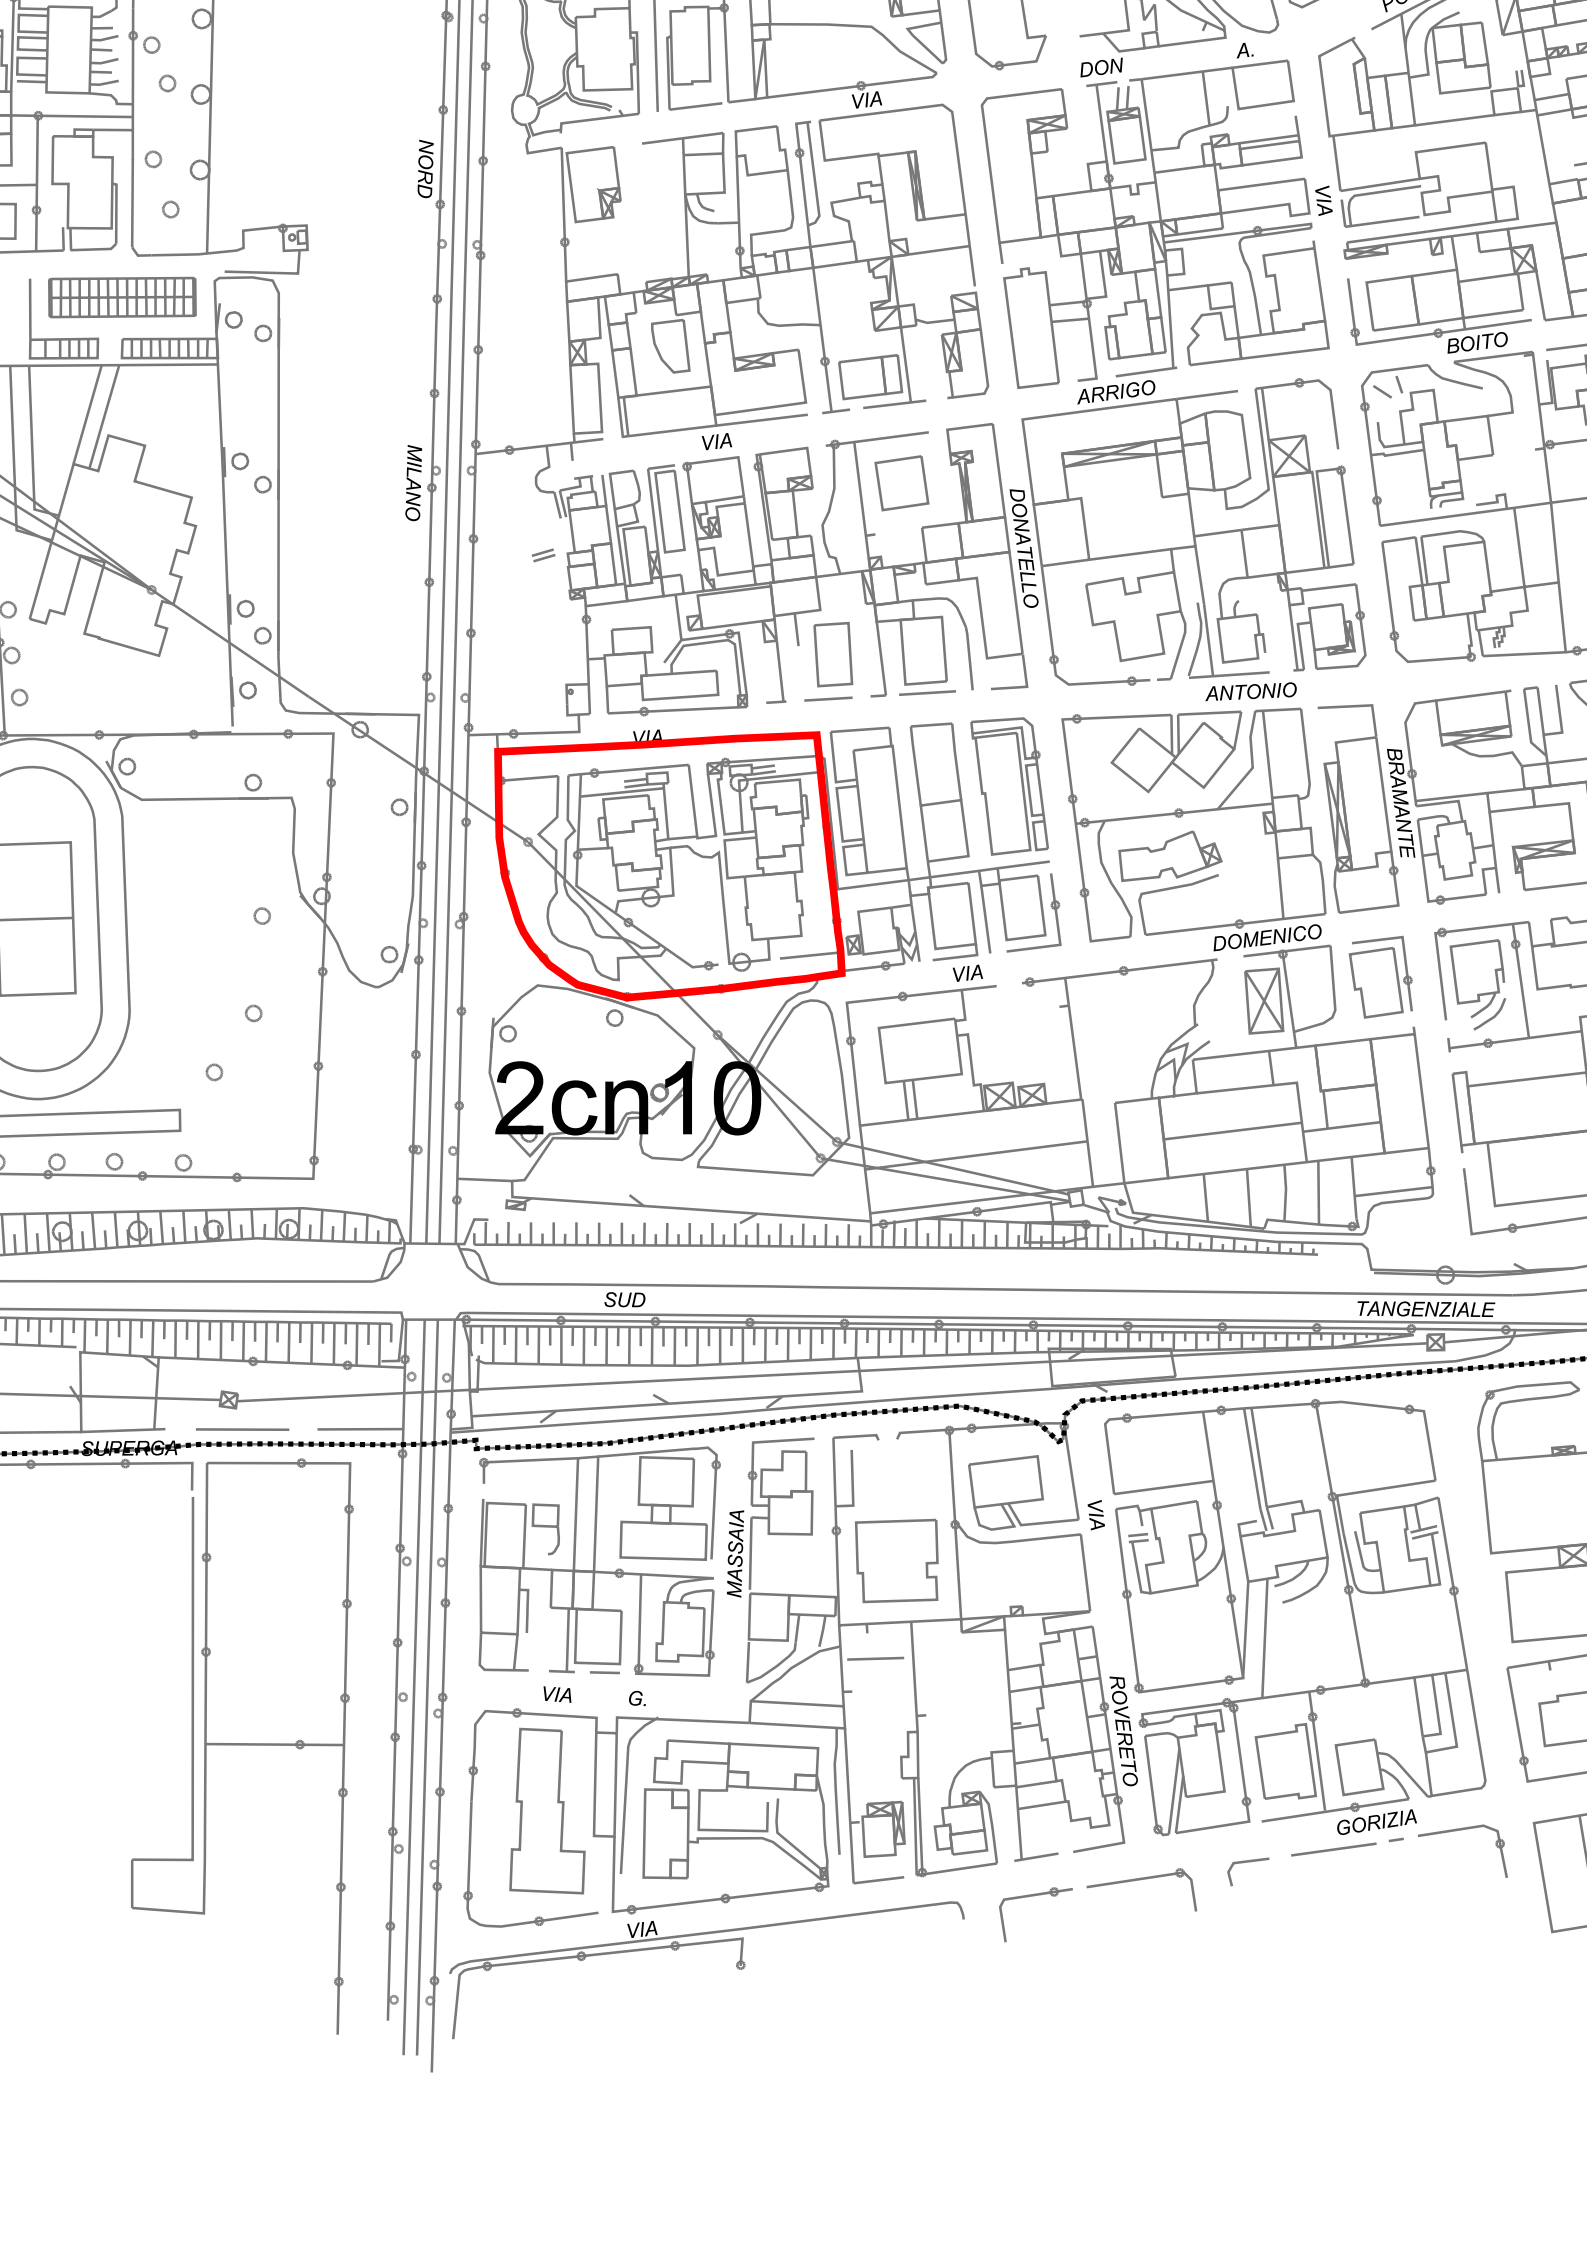 DON
A.
VIA
NORD
VIA
BOITO
ARRIGO
VIA
MILANO
DONATELLO
ANTONIO
VIA
BRAMANTE
DOMENICO
VIA
2cn10
SUD
TANGENZIALE
SUPERGA
MASSAIA
VIA
VIA
G.
ROVERETO
GORIZIA
VIA